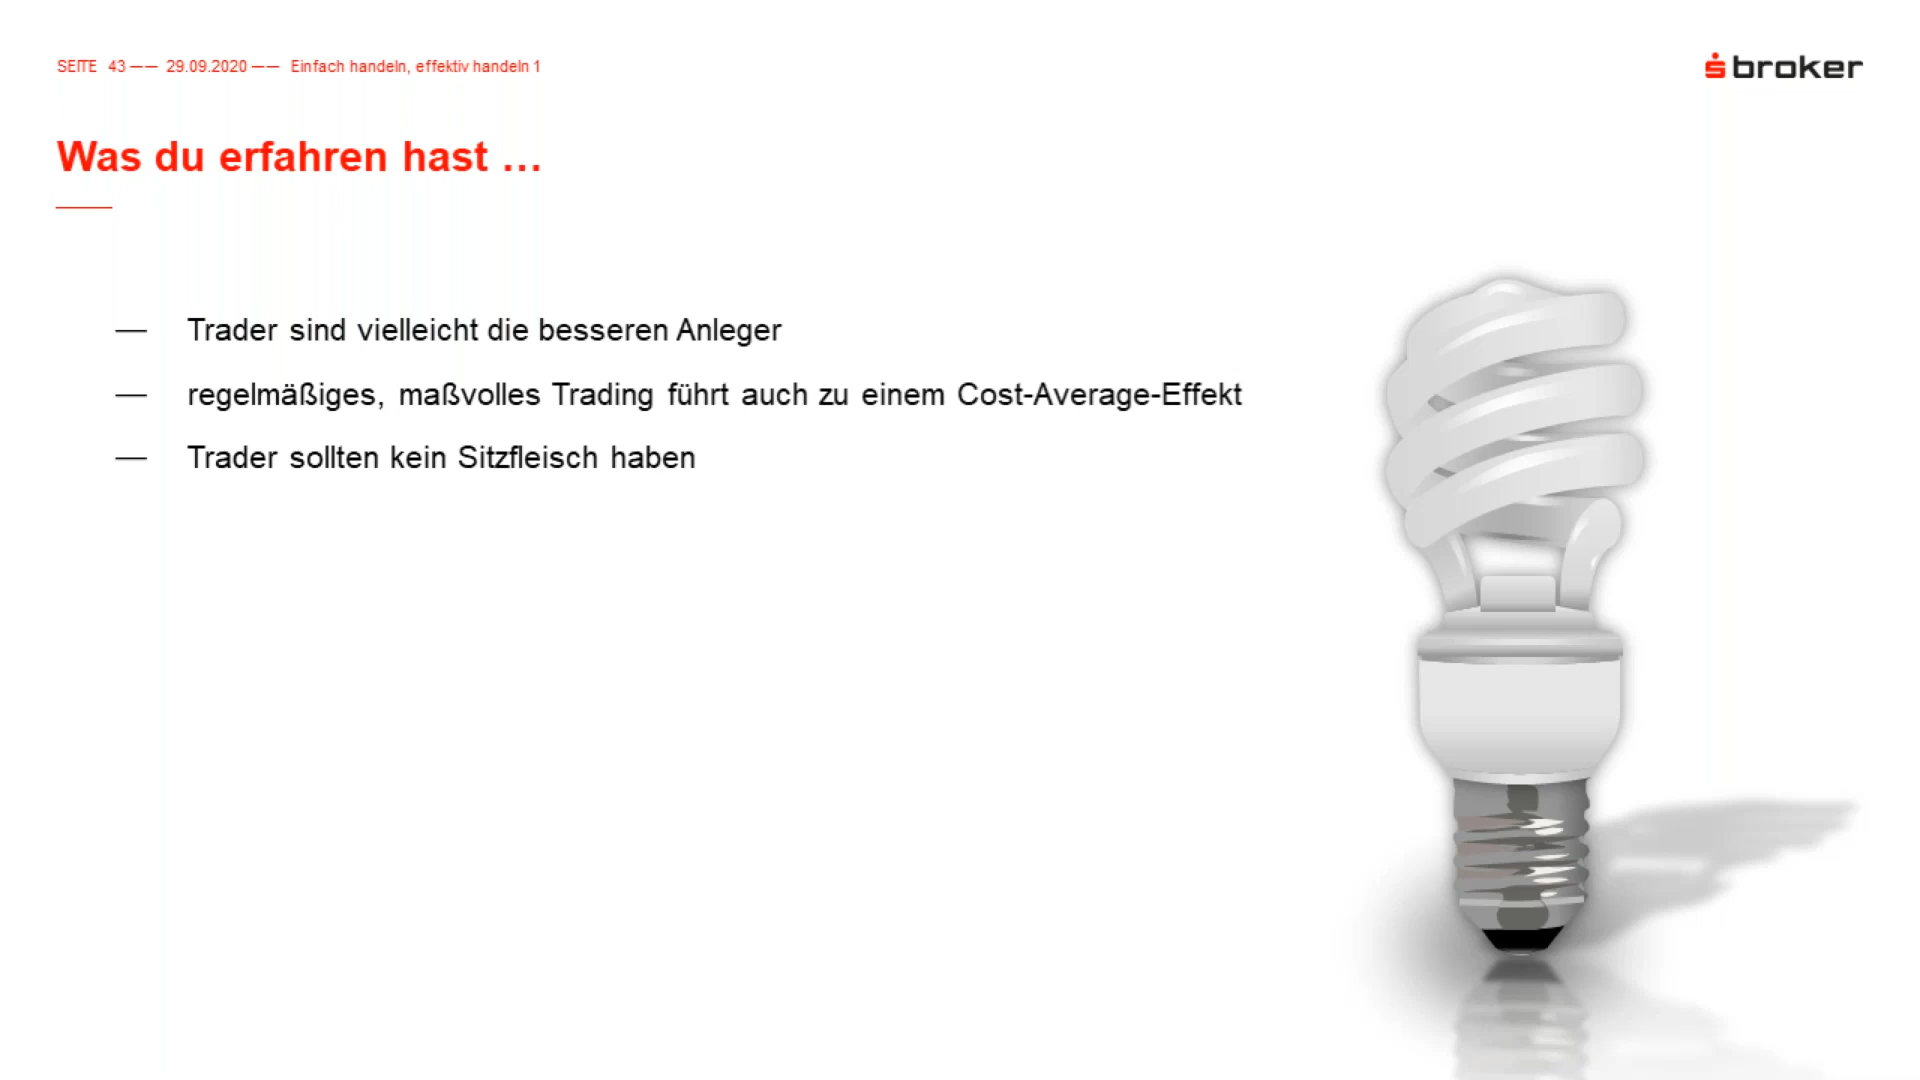 SEITE 43 —— 29.09.2020 —— Einfach handeln, effektiv handeln 1
broker
Was du erfahren hast …
— Trader sind vielleicht die besseren Anleger
— regelmäßiges, maßvolles Trading führt auch zu einem Cost-Average-Effekt
— Trader sollten kein Sitzfleisch haben